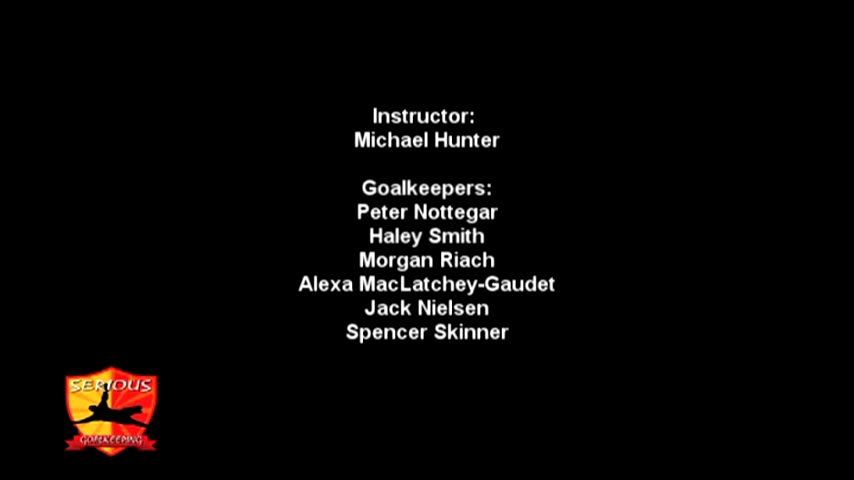 Instructor:
Michael Hunter
Goalkeepers:
Peter Nottegar
Haley Smith
Morgan Riach
Alexa MacLatchey-Gaudet
Jack Nielsen
Spencer Skinner
SERIOUS
GOALKEEPING